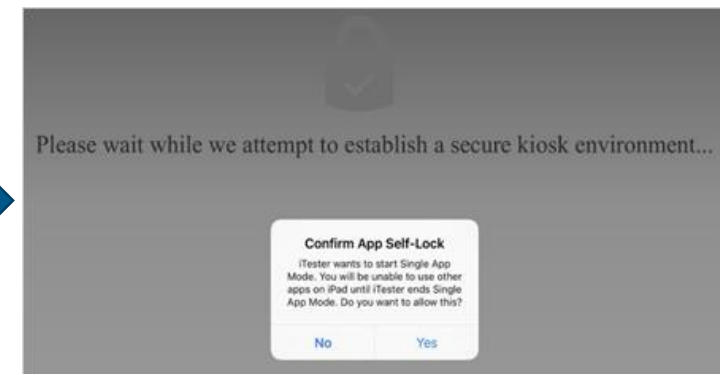 Please wait while we attempt to establish a secure kiosk environment...
Confirm App Self-Lock
iTester wants to start Single App
Mode. You will be unable to use other
apps on iPad until iTester ends Single
App Mode. Do you want to allow this?
No
Yes